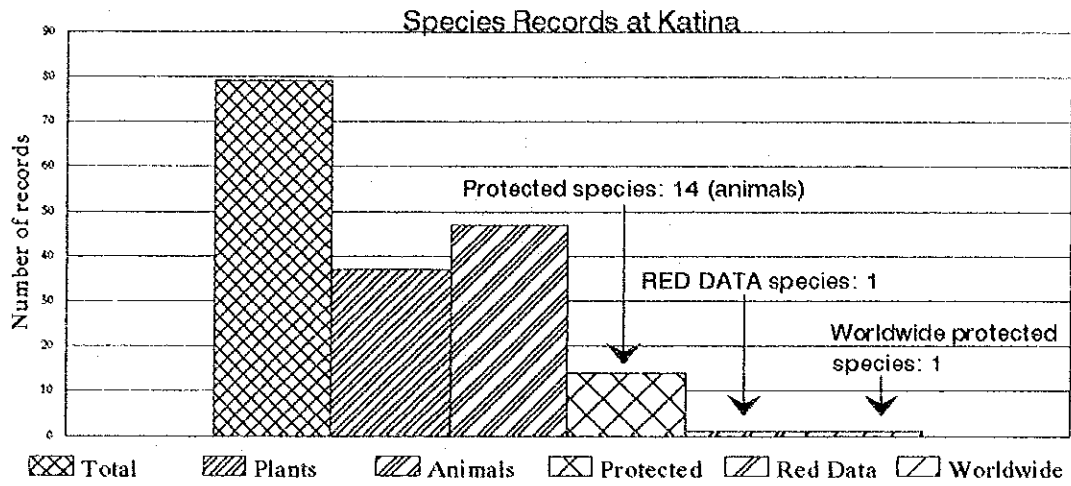 Species Records at Katina
Number of records
90
80
70
60
50
40
30
20
10
0
Protected species: 14 (animals)
RED DATA species: 1
Worldwide protected
species: 1
Total Plants Animals Protected Red Data Worldwide